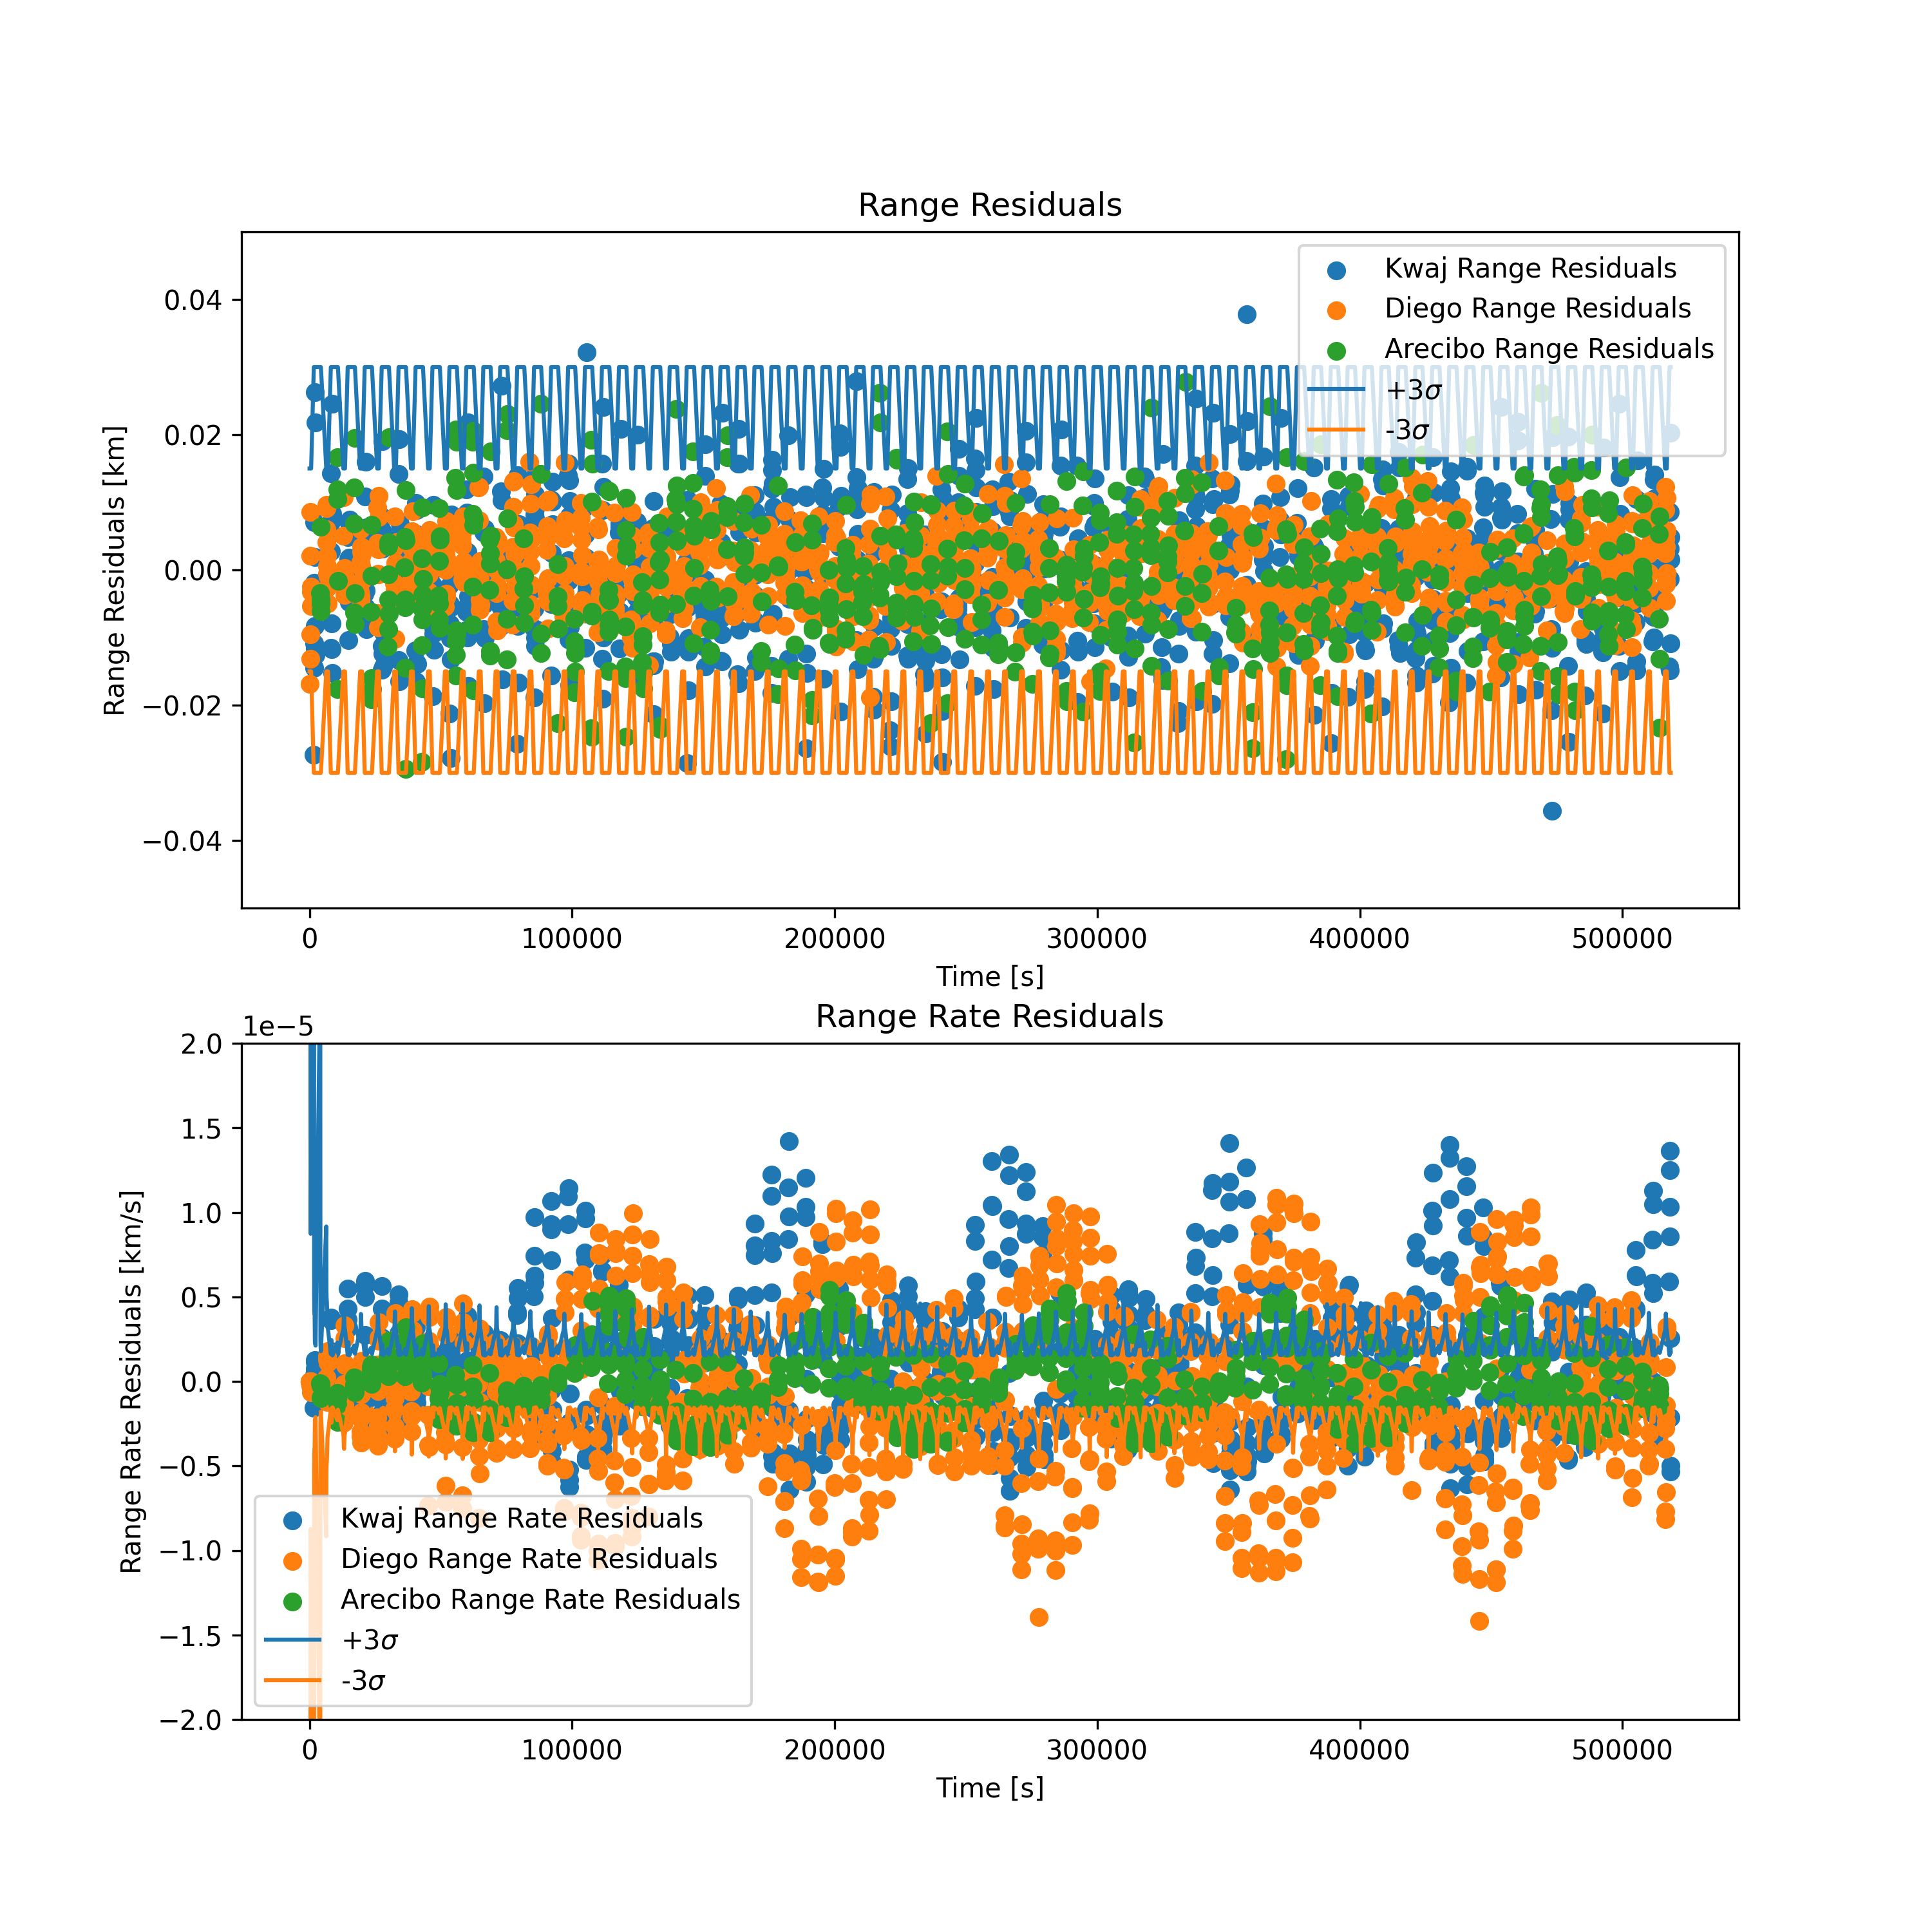 Range Residuals
Range Residuals [km]
0.04
0.02
0.00
−0.02
−0.04
Kwaj Range Residuals
Diego Range Residuals
Arecibo Range Residuals
+3σ
-3σ
0 100000 200000 300000 400000 500000
Time [s]
Range Rate Residuals
1e−5
Range Rate Residuals [km/s]
2.0
1.5
1.0
0.5
0.0
−0.5
−1.0
−1.5
−2.0
Kwaj Range Rate Residuals
Diego Range Rate Residuals
Arecibo Range Rate Residuals
+3σ
-3σ
0 100000 200000 300000 400000 500000
Time [s]